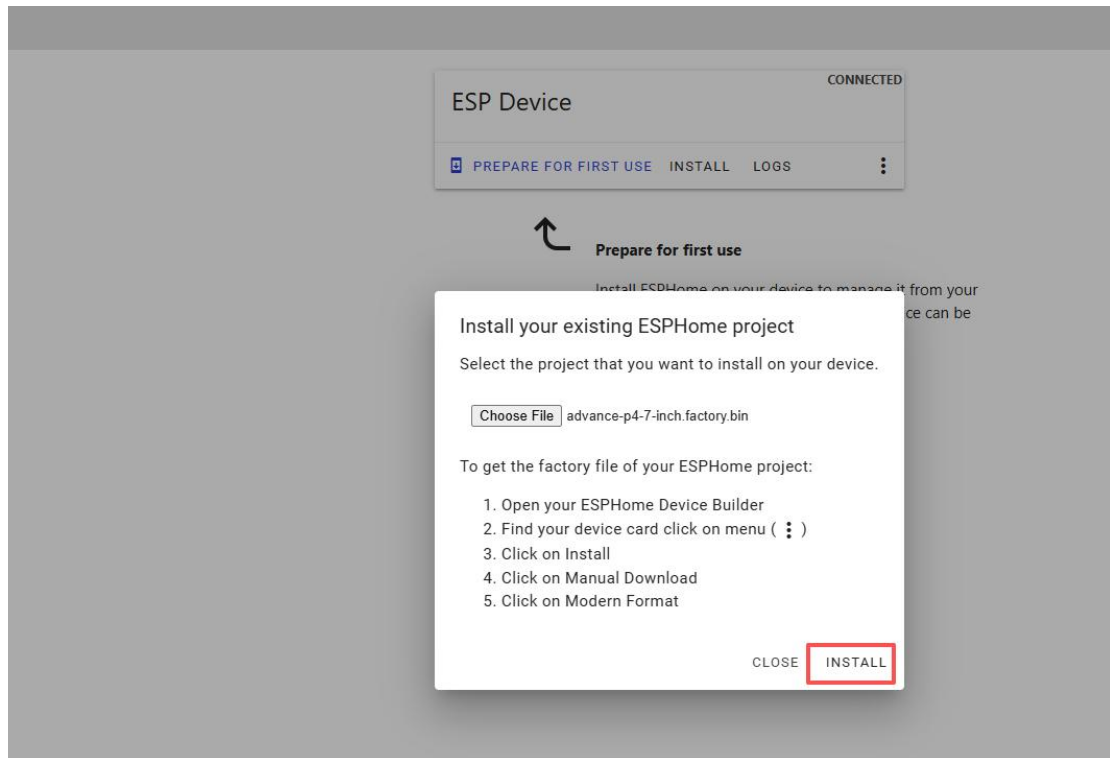 CONNECTED
ESP Device
PREPARE FOR FIRST USE INSTALL LOGS
Prepare for first use
Install ESPHome on your device to manage it from your
ce can be
Install your existing ESPHome project
Select the project that you want to install on your device.
Choose File advance-p4-7-inch.factory.bin
To get the factory file of your ESPHome project:
1. Open your ESPHome Device Builder
2. Find your device card click on menu ( ⋮ )
3. Click on Install
4. Click on Manual Download
5. Click on Modern Format
CLOSE INSTALL